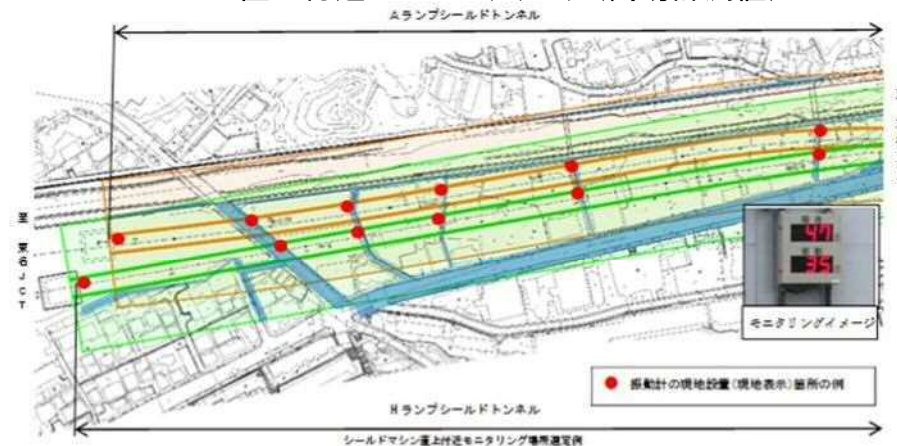 Aランプシールドトンネル
至
東名JCT
47
35
モニタリングイメージ
● 振動計の現地設置(現地表示)箇所の例
Hランプシールドトンネル
シールドマシン直上付近モニタリング場所選定例